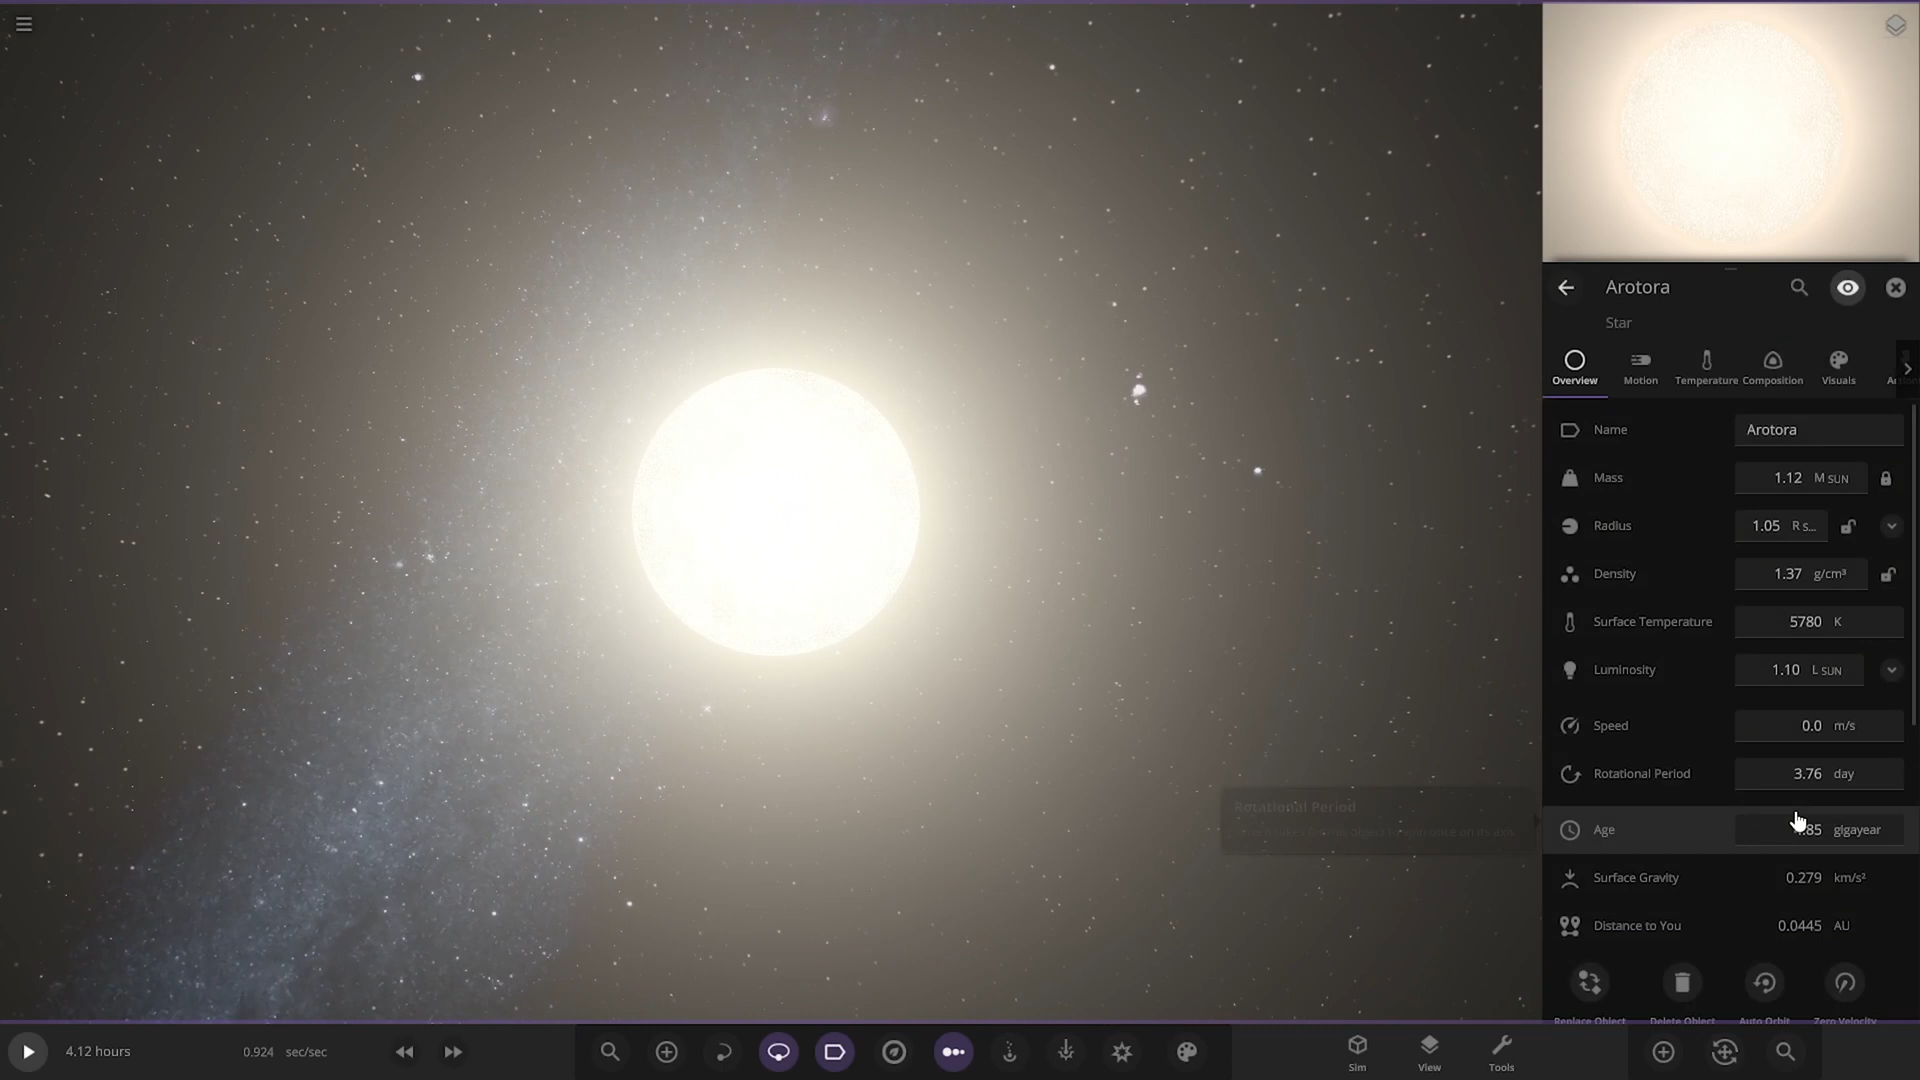 Arotora
Star
Overview
Motion
Temperature
Composition
Visuals
Name
Arotora
Mass
1.12 M SUN
Radius
1.05 R S...
Density
1.37 g/cm³
Surface Temperature
5780 K
Luminosity
1.10 L SUN
Speed
0.0 m/s
Rotational Period
3.76 day
Rotational Period
Age
85 gigayear
Surface Gravity
0.279 km/s²
Distance to You
0.0445 AU
Replace Object
Delete Object
Auto Orbit
Zero Velocity
4.12 hours
0.924 sec/sec
Sim
View
Tools